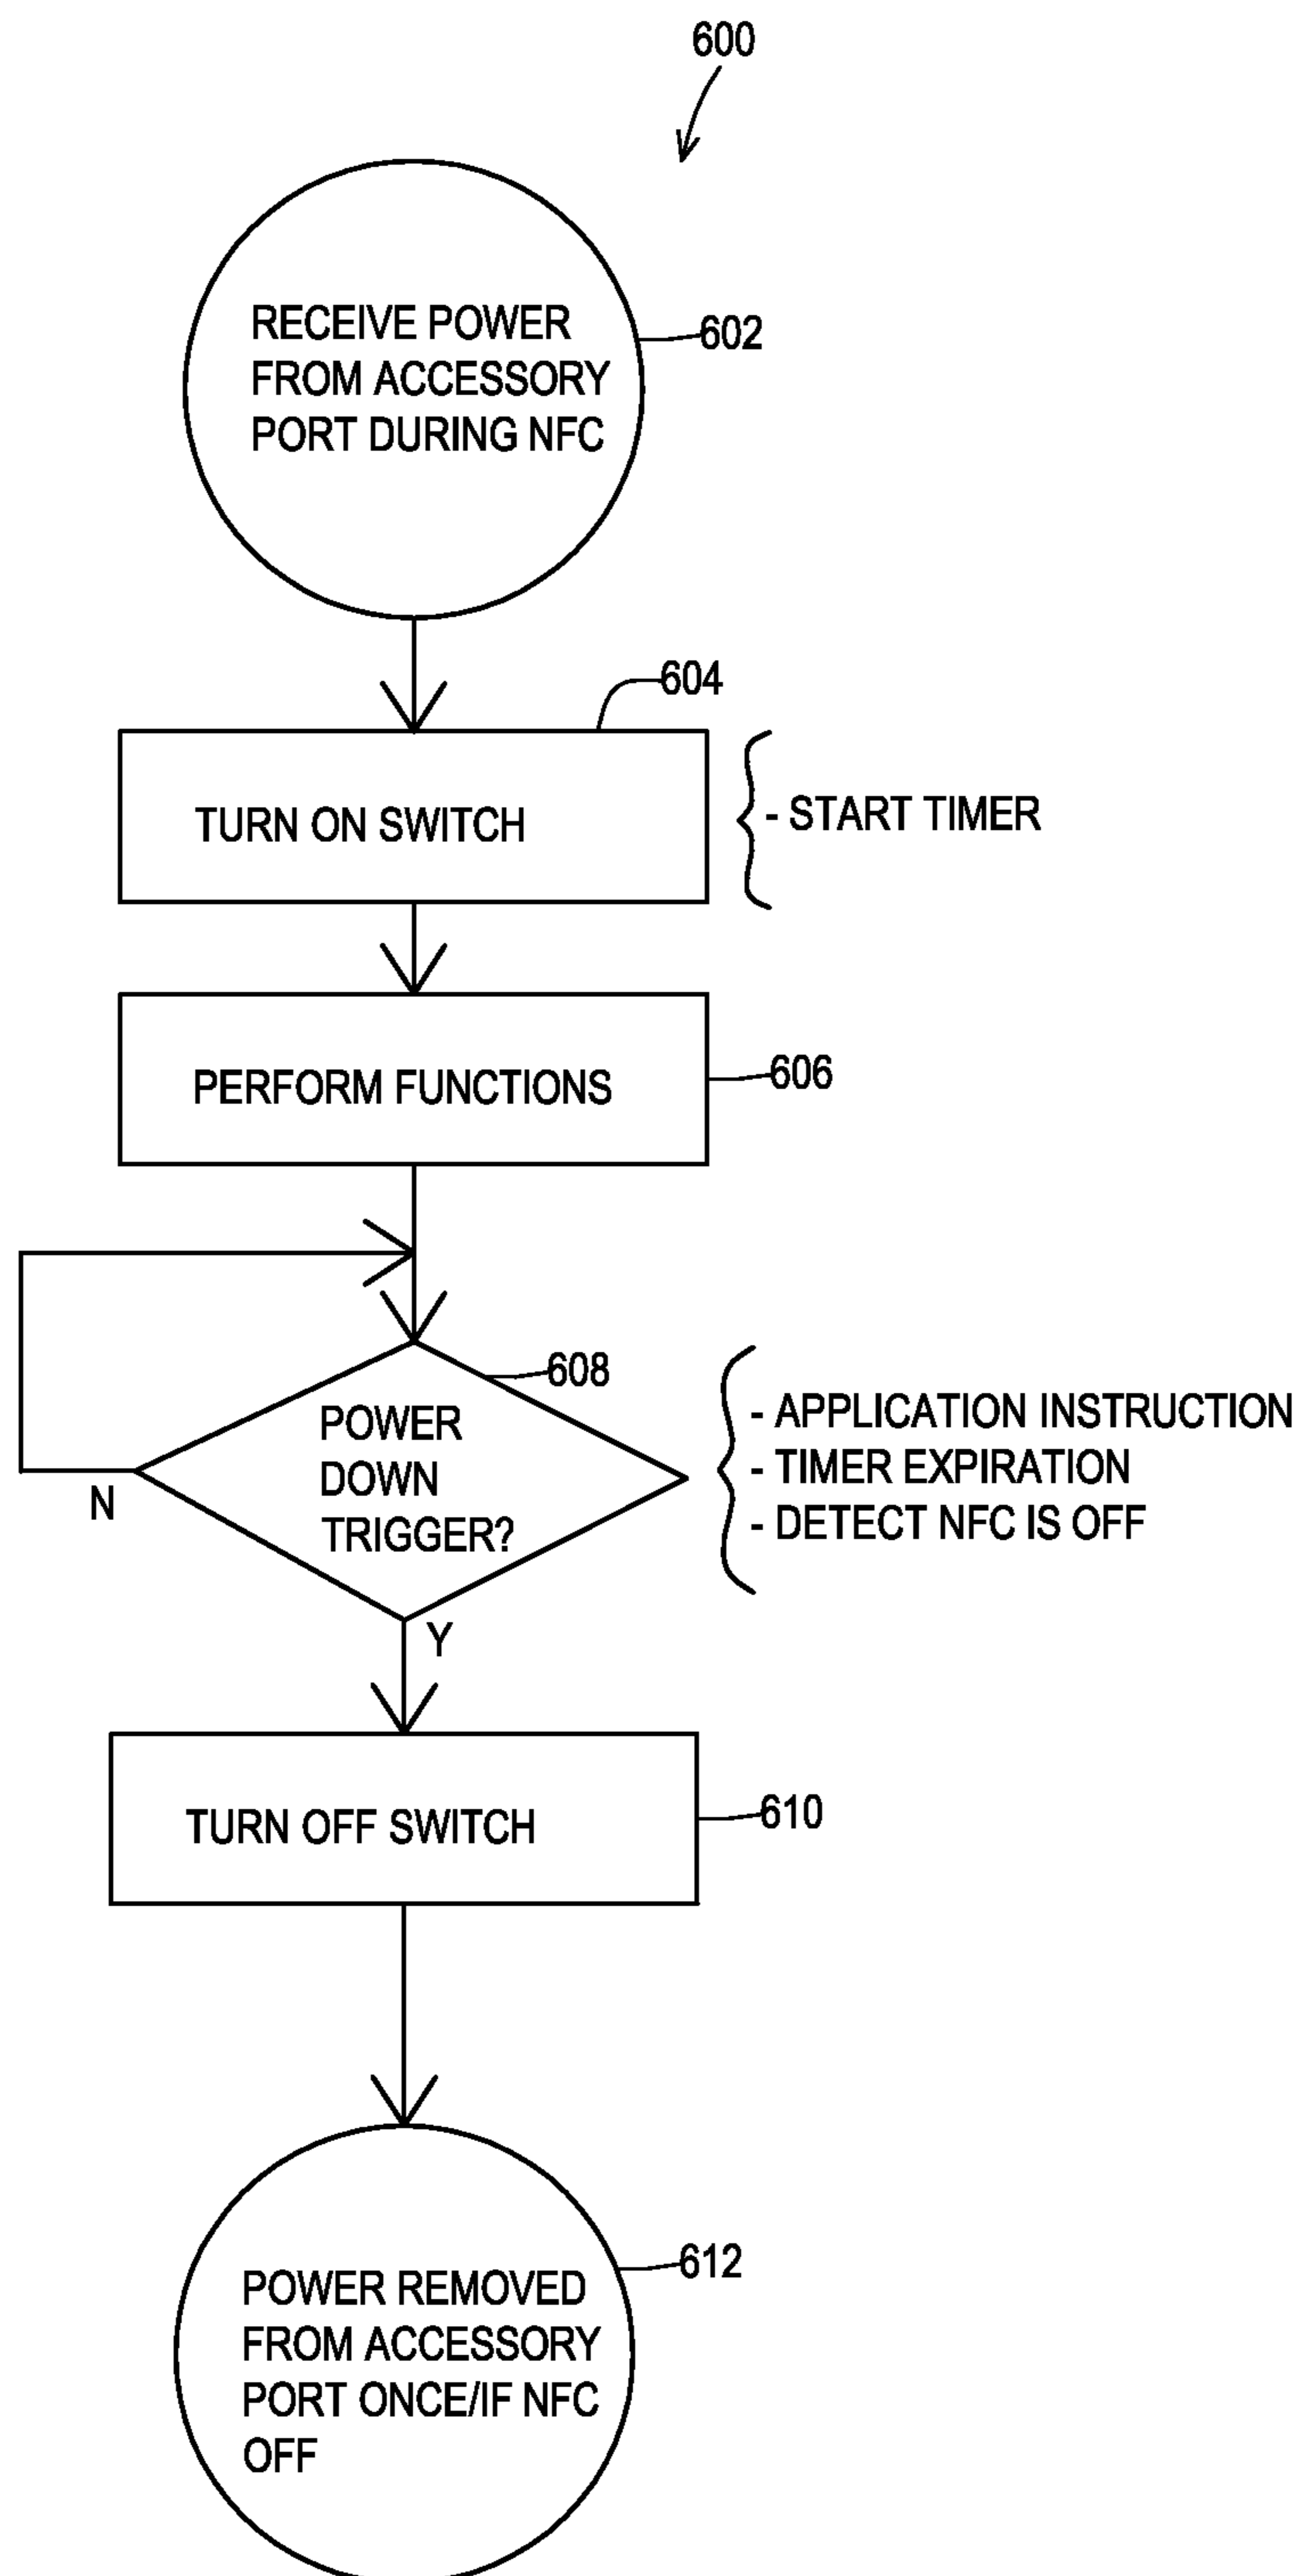 600
RECEIVE POWER
FROM ACCESSORY
PORT DURING NFC
602
604
TURN ON SWITCH
- START TIMER
PERFORM FUNCTIONS
606
608
POWER
DOWN
TRIGGER?
N
- APPLICATION INSTRUCTION
- TIMER EXPIRATION
- DETECT NFC IS OFF
Y
TURN OFF SWITCH
610
612
POWER REMOVED
FROM ACCESSORY
PORT ONCE/IF NFC
OFF